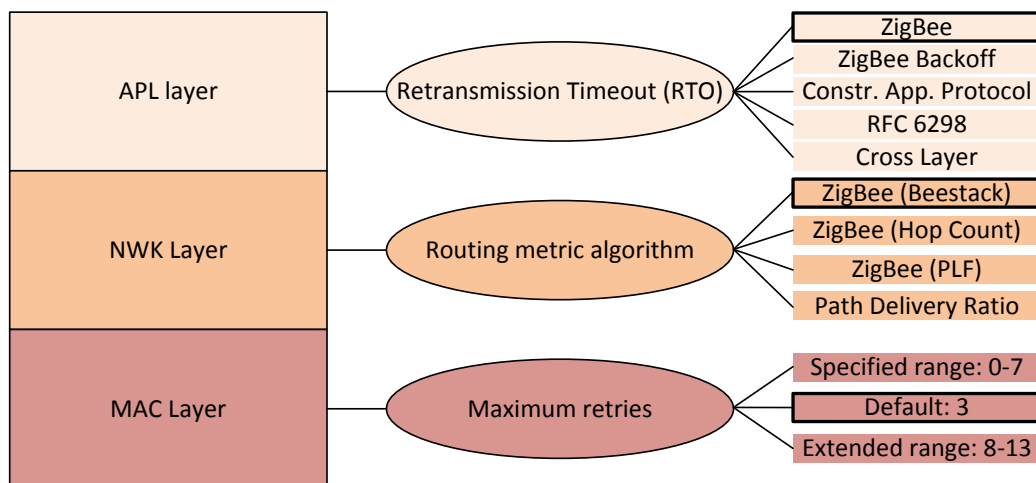 APL layer
Retransmission Timeout (RTO)
ZigBee
ZigBee Backoff
Constr. App. Protocol
RFC 6298
Cross Layer
NWK Layer
Routing metric algorithm
ZigBee (Beestack)
ZigBee (Hop Count)
ZigBee (PLF)
Path Delivery Ratio
MAC Layer
Maximum retries
Specified range: 0-7
Default: 3
Extended range: 8-13